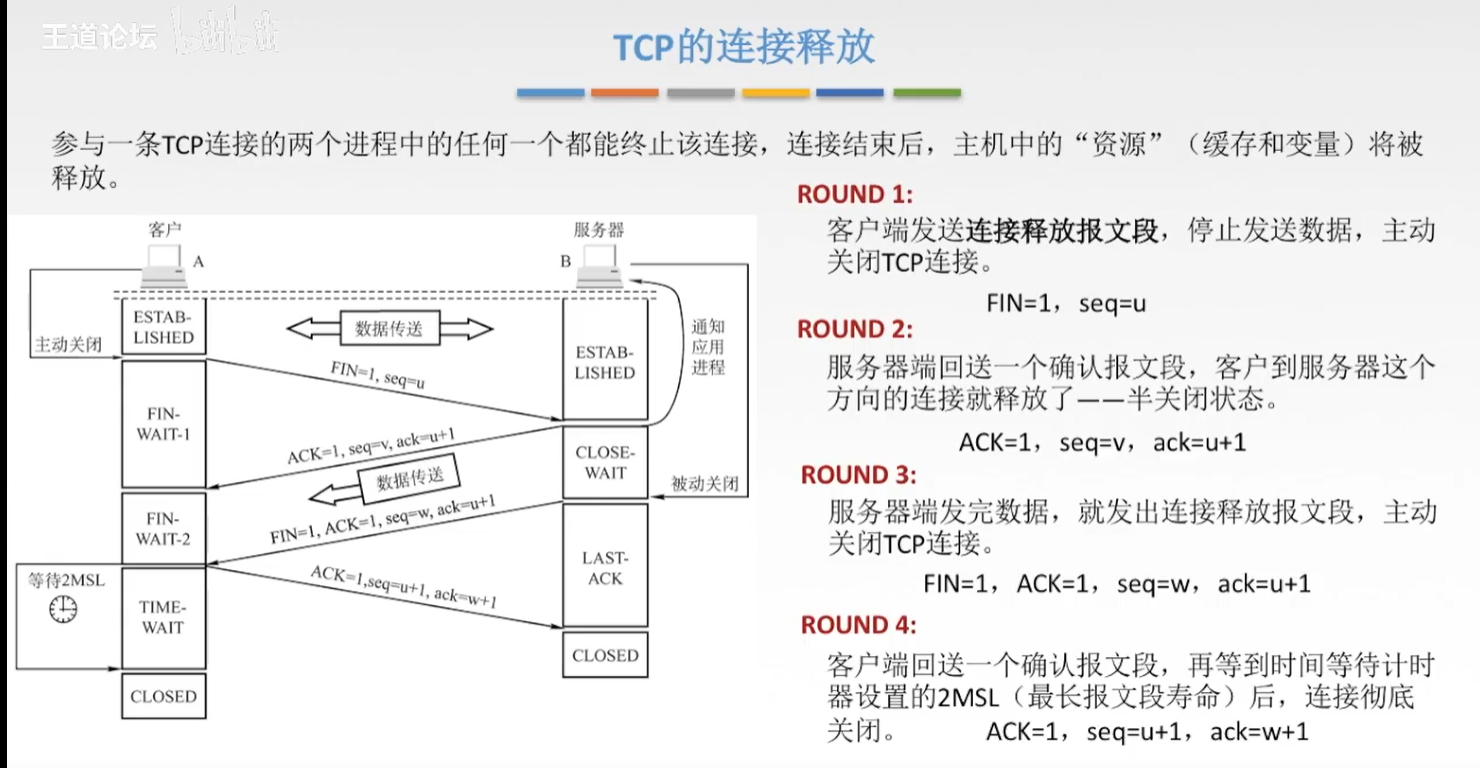 王道论坛 bilibili
TCP的连接释放
参与一条TCP连接的两个进程中的任何一个都能终止该连接，连接结束后，主机中的“资源”（缓存和变量）将被
释放。
客户
A
服务器
B
ESTAB-
LISHED
数据传送
ESTAB-
LISHED
通知
应用
进程
主动关闭
FIN=1, seq=u
FIN-
WAIT-1
ACK=1, seq=v, ack=u+1
CLOSE-
WAIT
数据传送
被动关闭
FIN-
WAIT-2
FIN=1, ACK=1, seq=w, ack=u+1
LAST-
ACK
等待2MSL
ACK=1,seq=u+1, ack=w+1
TIME-
WAIT
CLOSED
CLOSED
ROUND 1:
客户端发送连接释放报文段，停止发送数据，主动
关闭TCP连接。
FIN=1，seq=u
ROUND 2:
服务器端回送一个确认报文段，客户到服务器这个
方向的连接就释放了——半关闭状态。
ACK=1，seq=v，ack=u+1
ROUND 3:
服务器端发完数据，就发出连接释放报文段，主动
关闭TCP连接。
FIN=1，ACK=1，seq=w，ack=u+1
ROUND 4:
客户端回送一个确认报文段，再等到时间等待计时
器设置的2MSL（最长报文段寿命）后，连接彻底
关闭。 ACK=1，seq=u+1，ack=w+1